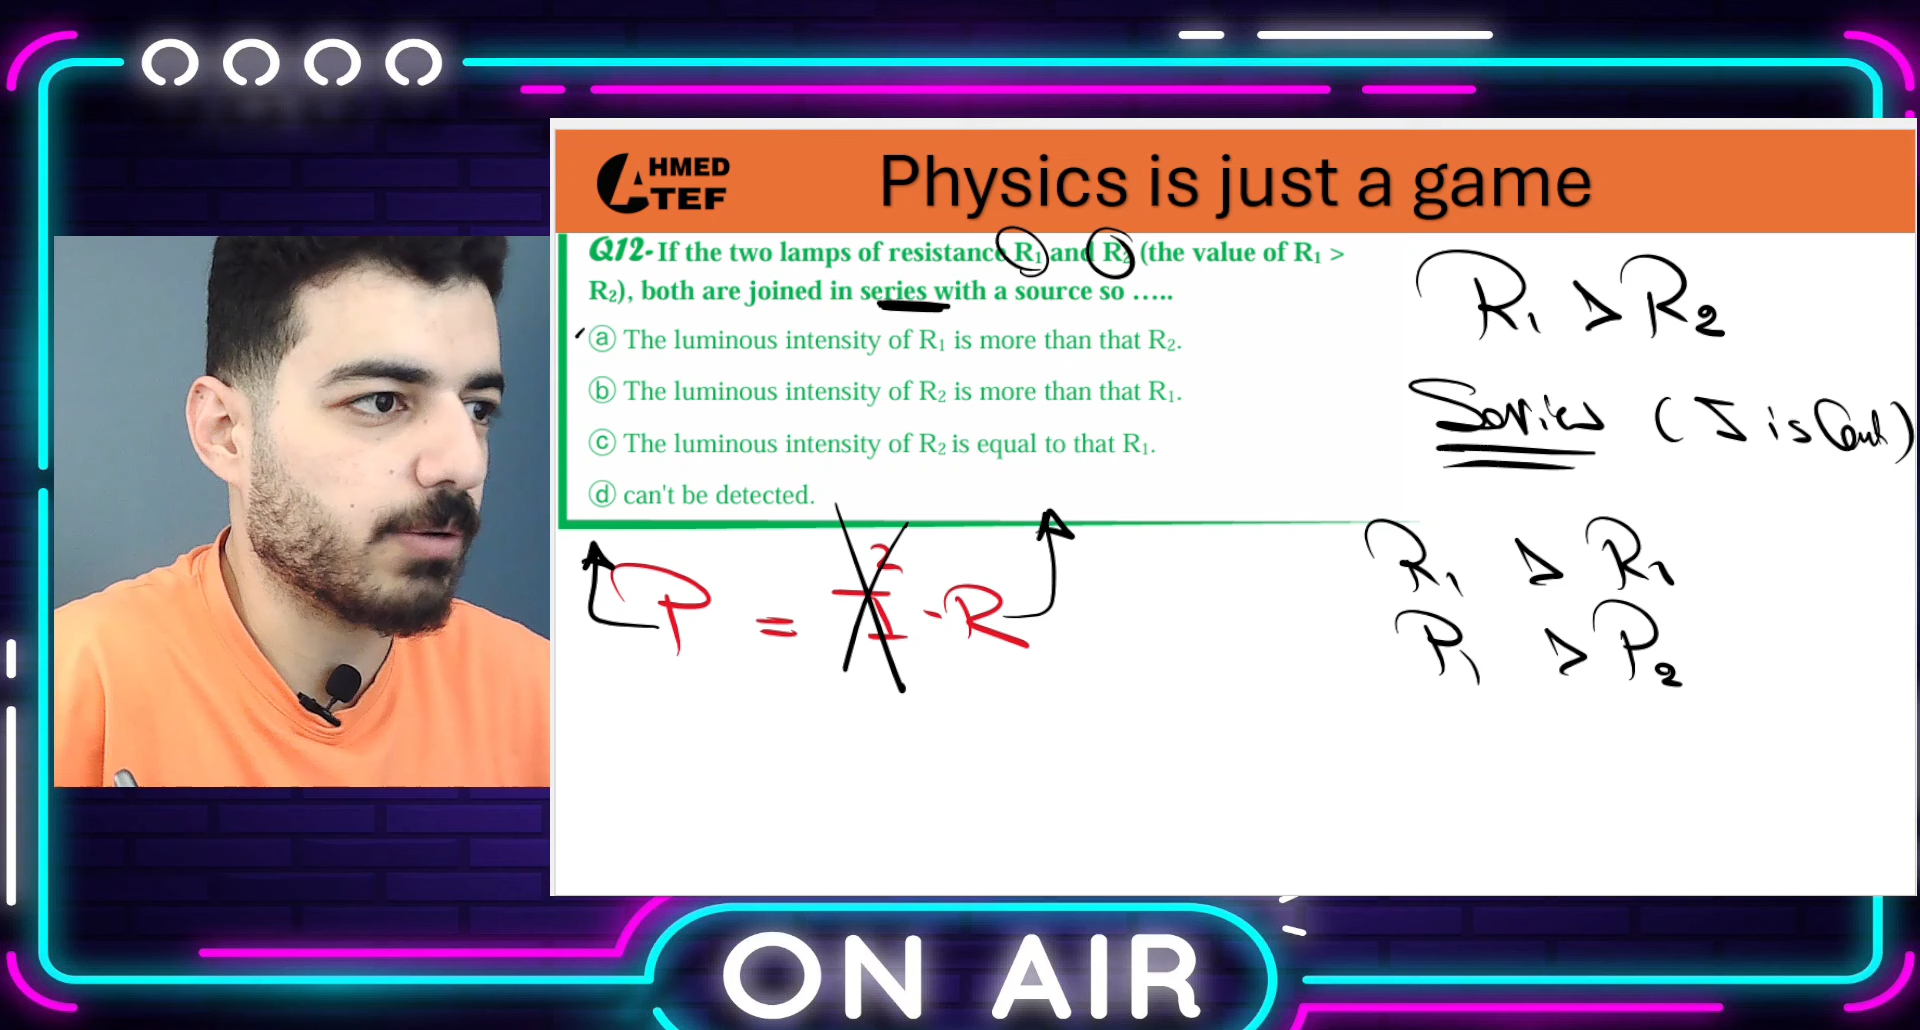 AHMED
ATEF
Physics is just a game
Q12- If the two lamps of resistance R₁ and R₂ (the value of R₁ >
R₂), both are joined in series with a source so .....
ⓐ The luminous intensity of R₁ is more than that R₂.
ⓑ The luminous intensity of R₂ is more than that R₁.
ⓒ The luminous intensity of R₂ is equal to that R₁.
ⓓ can't be detected.
R₁ > R₂
Series ( I is
P = I² · R
R₁ > R₁
P₁ > P₂
ON AIR